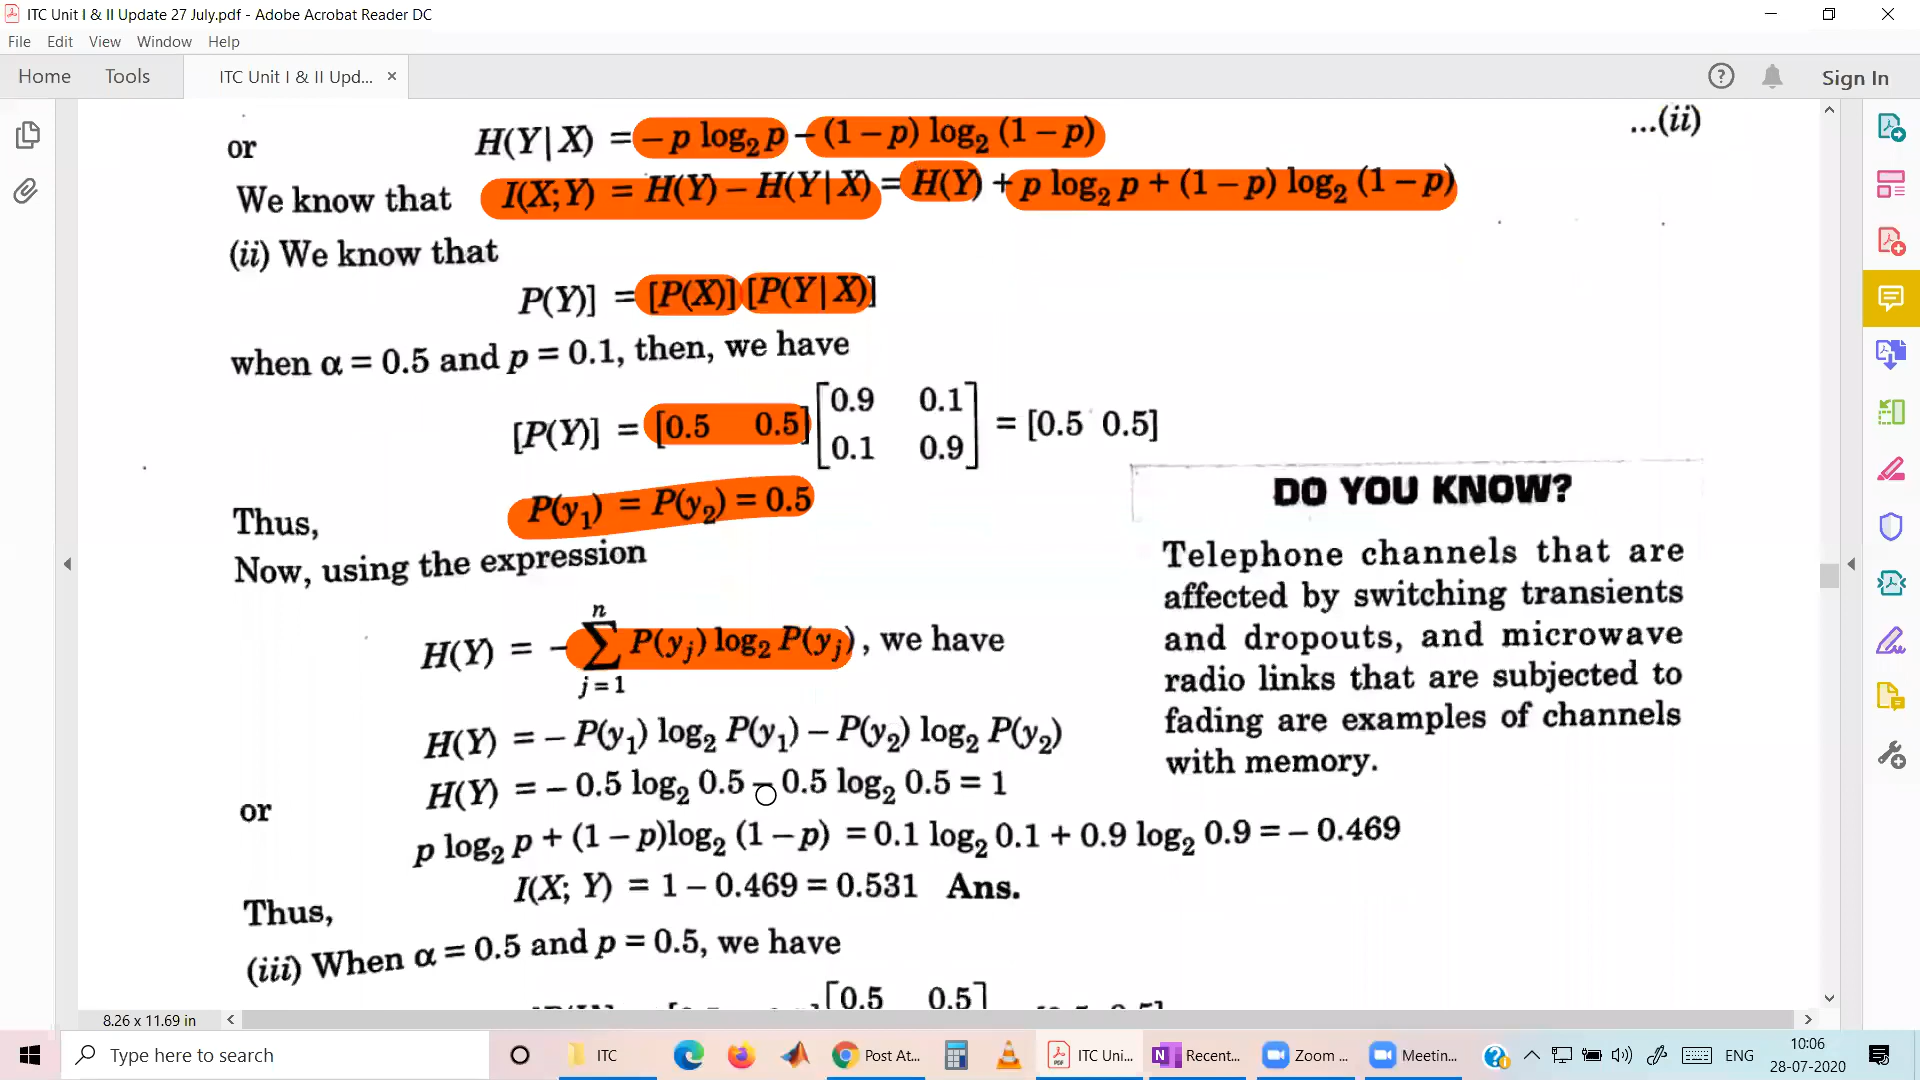 ITC Unit I & II Update 27 July.pdf - Adobe Acrobat Reader DC
File Edit View Window Help
Home Tools ITC Unit I & II Upd... × Sign In
or H(Y|X) = – p log₂ p – (1 – p) log₂ (1 – p) ...(ii)
We know that I(X;Y) = H(Y) – H(Y|X) = H(Y) + p log₂ p + (1 – p) log₂ (1 – p)
(ii) We know that
P(Y)] = [P(X)] [P(Y|X)]
when α = 0.5 and p = 0.1, then, we have
[P(Y)] = [0.5 0.5] [0.9 0.1
0.1 0.9] = [0.5 0.5]
Thus, P(y₁) = P(y₂) = 0.5
Now, using the expression
H(Y) = – n ∑ j = 1 P(yⱼ) log₂ P(yⱼ), we have
H(Y) = – P(y₁) log₂ P(y₁) – P(y₂) log₂ P(y₂)
or H(Y) = – 0.5 log₂ 0.5 – 0.5 log₂ 0.5 = 1
p log₂ p + (1 – p)log₂ (1 – p) = 0.1 log₂ 0.1 + 0.9 log₂ 0.9 = – 0.469
Thus, I(X; Y) = 1 – 0.469 = 0.531 Ans.
(iii) When α = 0.5 and p = 0.5, we have
[0.5 0.5]
DO YOU KNOW?
Telephone channels that are
affected by switching transients
and dropouts, and microwave
radio links that are subjected to
fading are examples of channels
with memory.
8.26 x 11.69 in
Type here to search
ITC
Post At...
ITC Uni...
Recent...
Zoom ...
Meetin...
ENG
10:06
28-07-2020